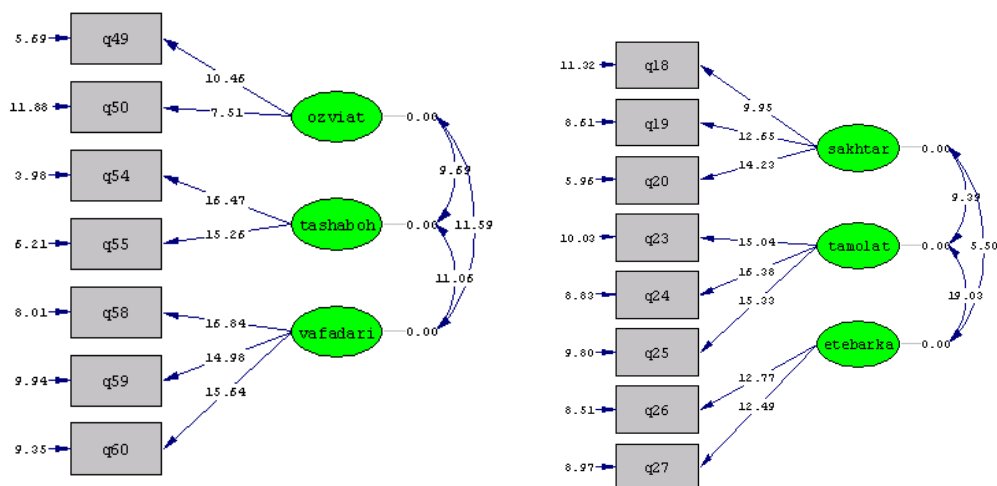 5.69 q49
10.46
11.88 q50
7.51
ozviat 0.00
9.69
3.98 q54
16.47
tashaboh 0.00
11.59
6.21 q55
15.26
11.06
8.01 q58
16.84
vafadari 0.00
9.94 q59
14.98
15.64
9.35 q60
11.32 q18
9.95
8.61 q19
12.65
sakhtar 0.00
5.96 q20
14.23
9.39
10.03 q23
15.04
tamolat 0.00
5.50
8.83 q24
16.38
19.03
9.80 q25
15.33
etebarka 0.00
8.51 q26
12.77
12.49
8.97 q27